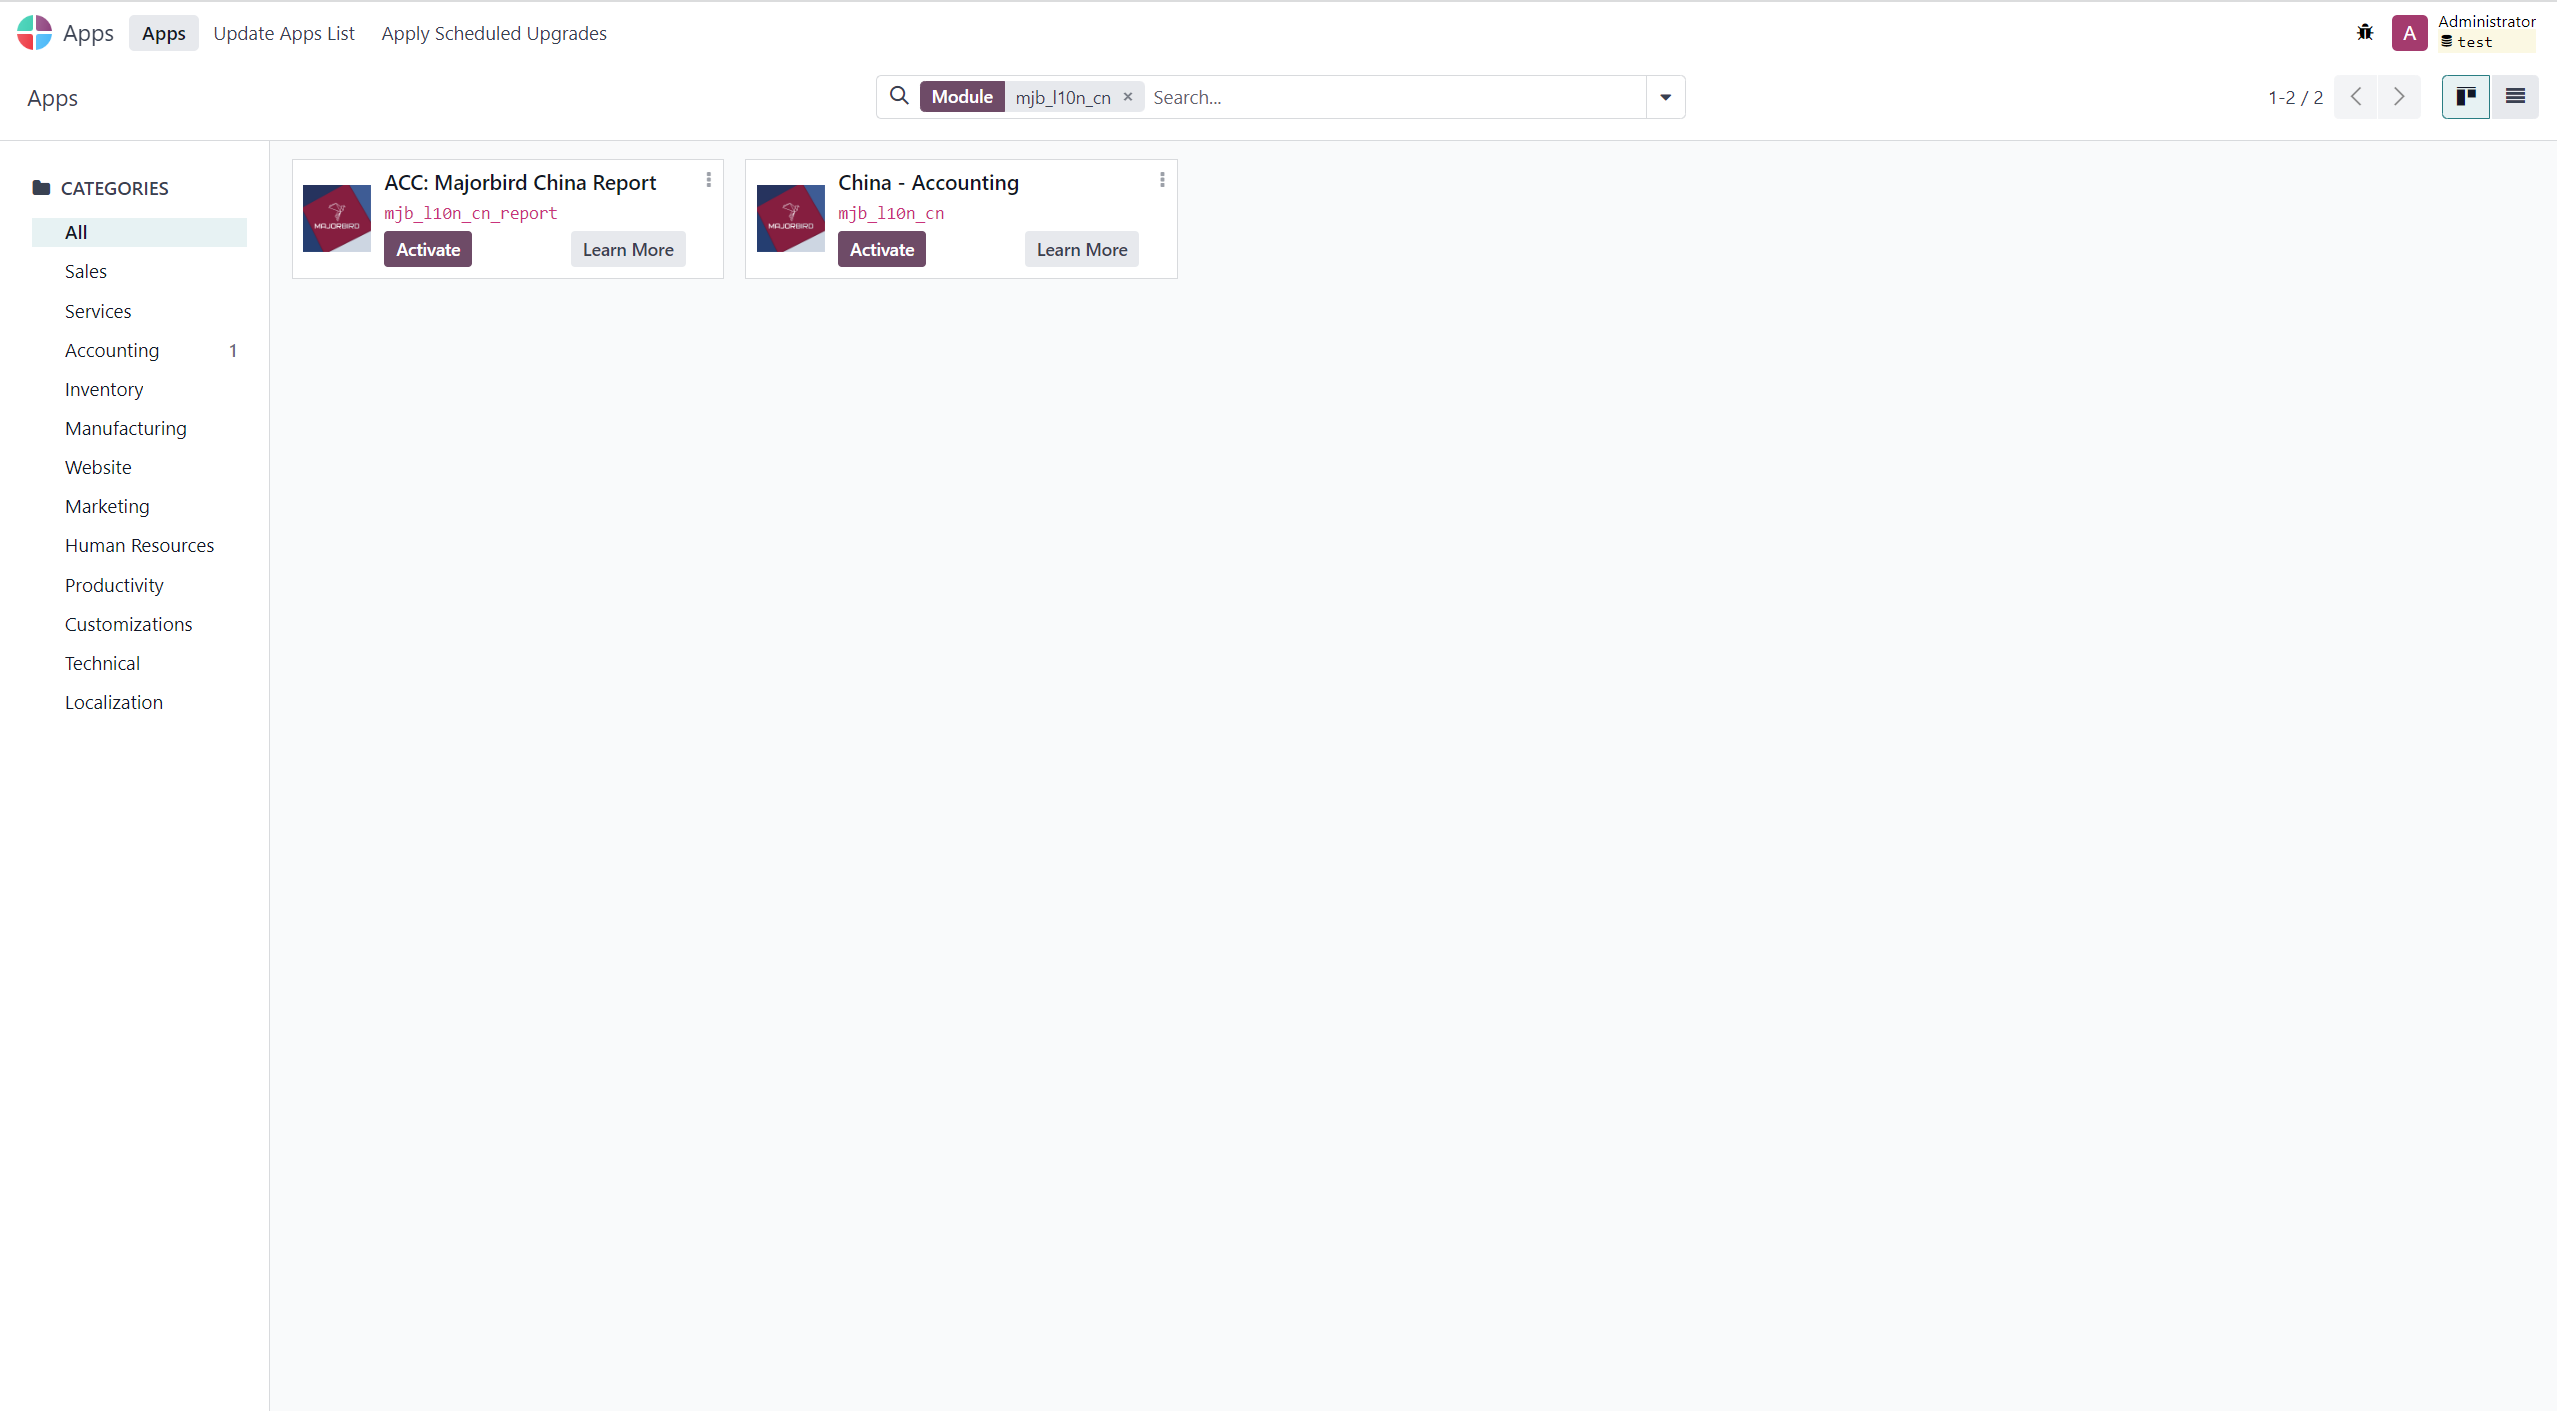 Apps Apps Update Apps List Apply Scheduled Upgrades A Administrator
test
Apps Module mjb_l10n_cn × Search... 1-2 / 2
CATEGORIES
All
Sales
Services
Accounting 1
Inventory
Manufacturing
Website
Marketing
Human Resources
Productivity
Customizations
Technical
Localization
MAJORBIRD
ACC: Majorbird China Report
mjb_l10n_cn_report
Activate Learn More
MAJORBIRD
China - Accounting
mjb_l10n_cn
Activate Learn More